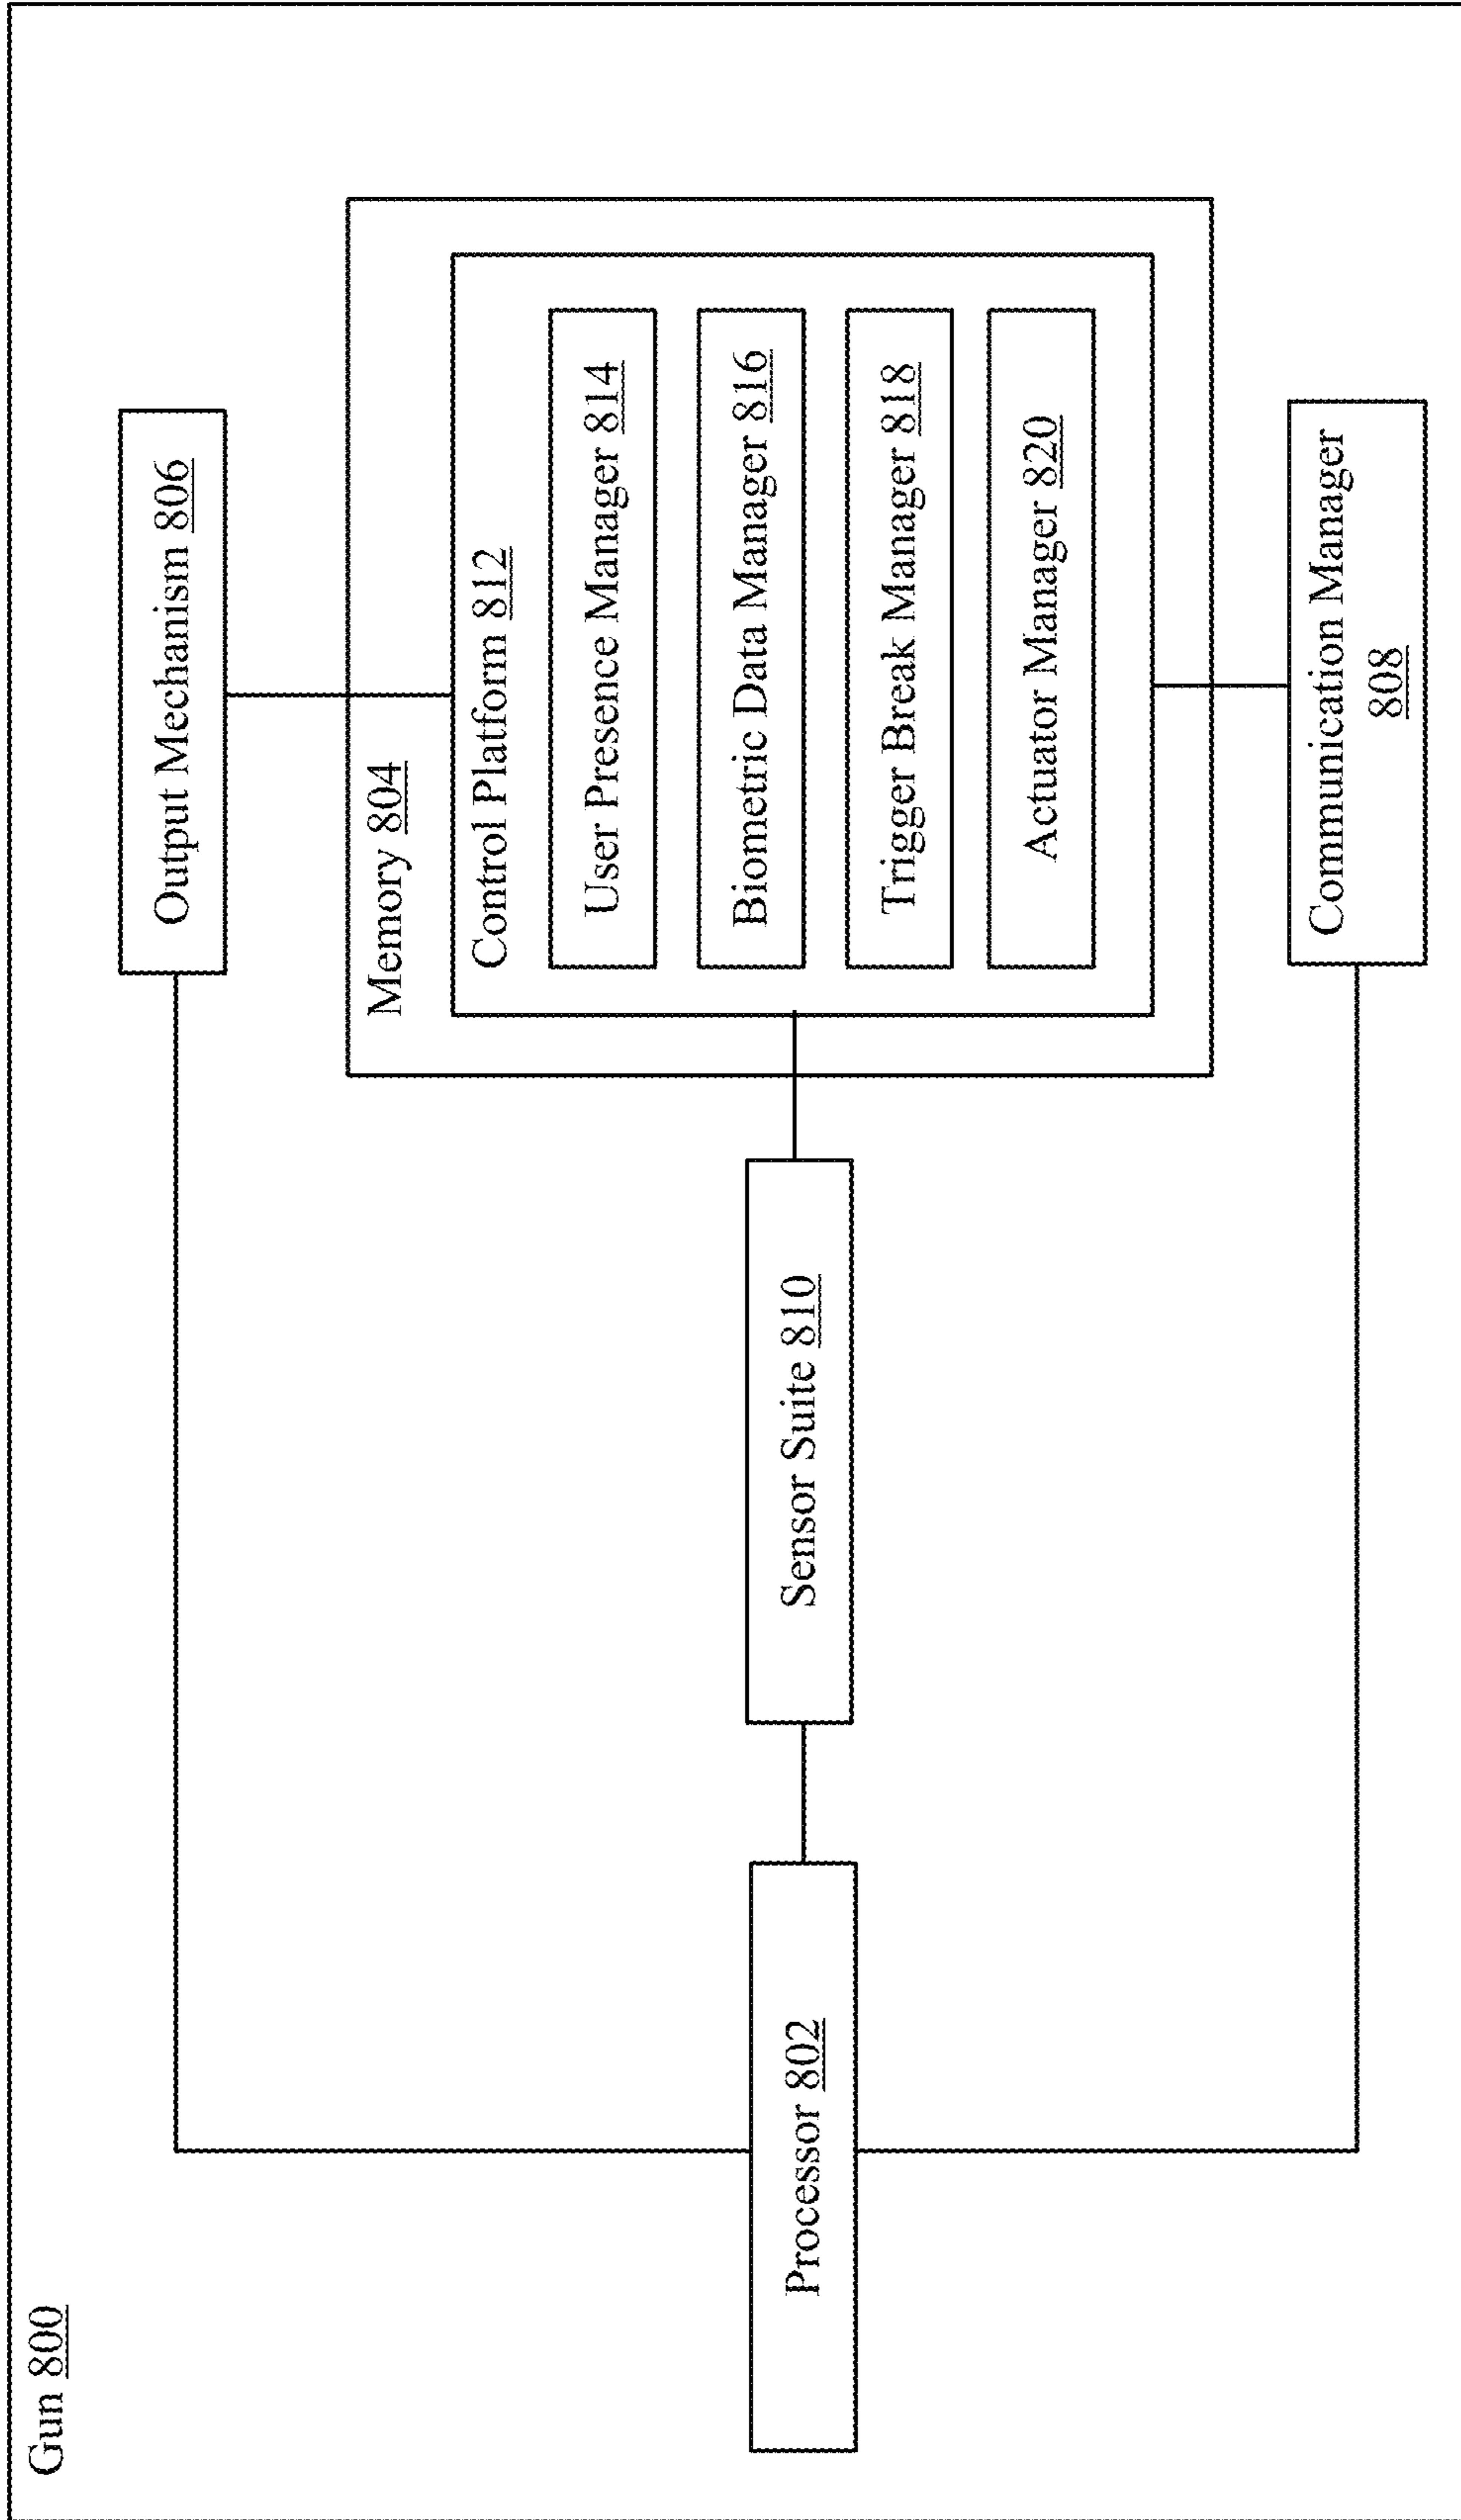 Gun 800
Output Mechanism 806
Memory 804
Control Platform 812
User Presence Manager 814
Biometric Data Manager 816
Trigger Break Manager 818
Actuator Manager 820
Sensor Suite 810
Processor 802
Communication Manager
808